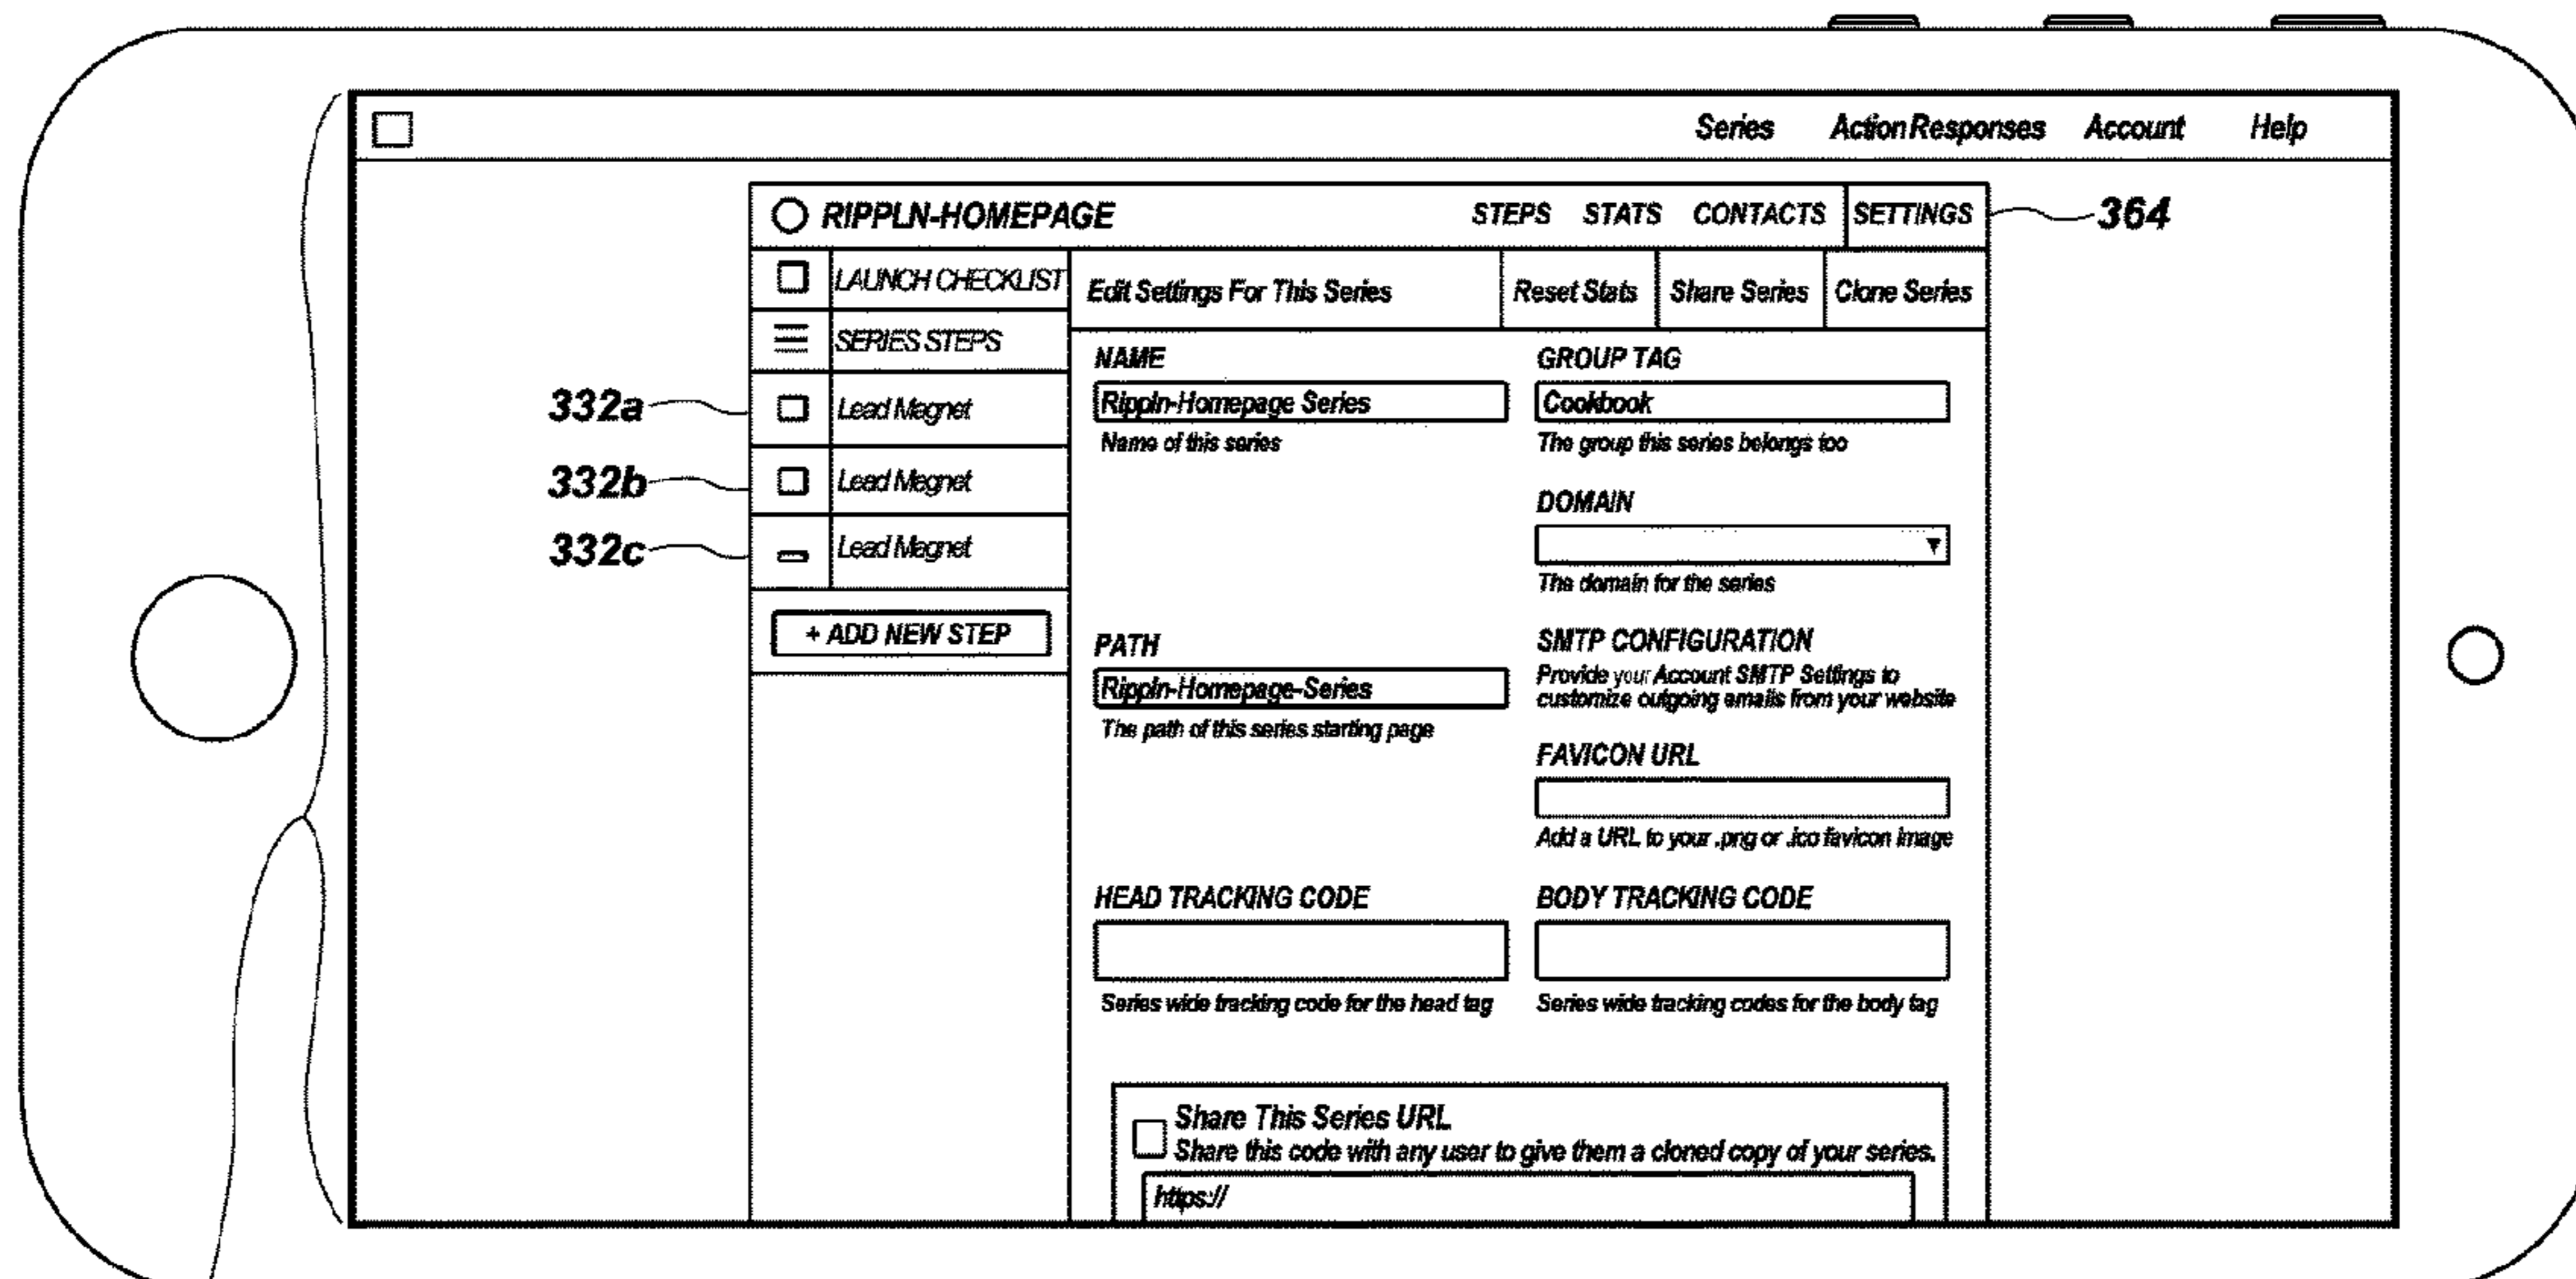 Series Action Responses Account Help
RIPPLN-HOMEPAGE STEPS STATS CONTACTS SETTINGS 364
LAUNCH CHECKLIST
Edit Settings For This Series Reset Stats Share Series Clone Series
SERIES STEPS
332a Lead Magnet
332b Lead Magnet
332c Lead Magnet
+ ADD NEW STEP
NAME
Rippln-Homepage Series
Name of this series
GROUP TAG
Cookbook
The group this series belongs too
DOMAIN
The domain for the series
PATH
Rippln-Homepage-Series
The path of this series starting page
SMTP CONFIGURATION
Provide your Account SMTP Settings to
customize outgoing emails from your website
FAVICON URL
Add a URL to your .png or .ico favicon image
HEAD TRACKING CODE
Series wide tracking code for the head tag
BODY TRACKING CODE
Series wide tracking codes for the body tag
Share This Series URL
Share this code with any user to give them a cloned copy of your series.
https://